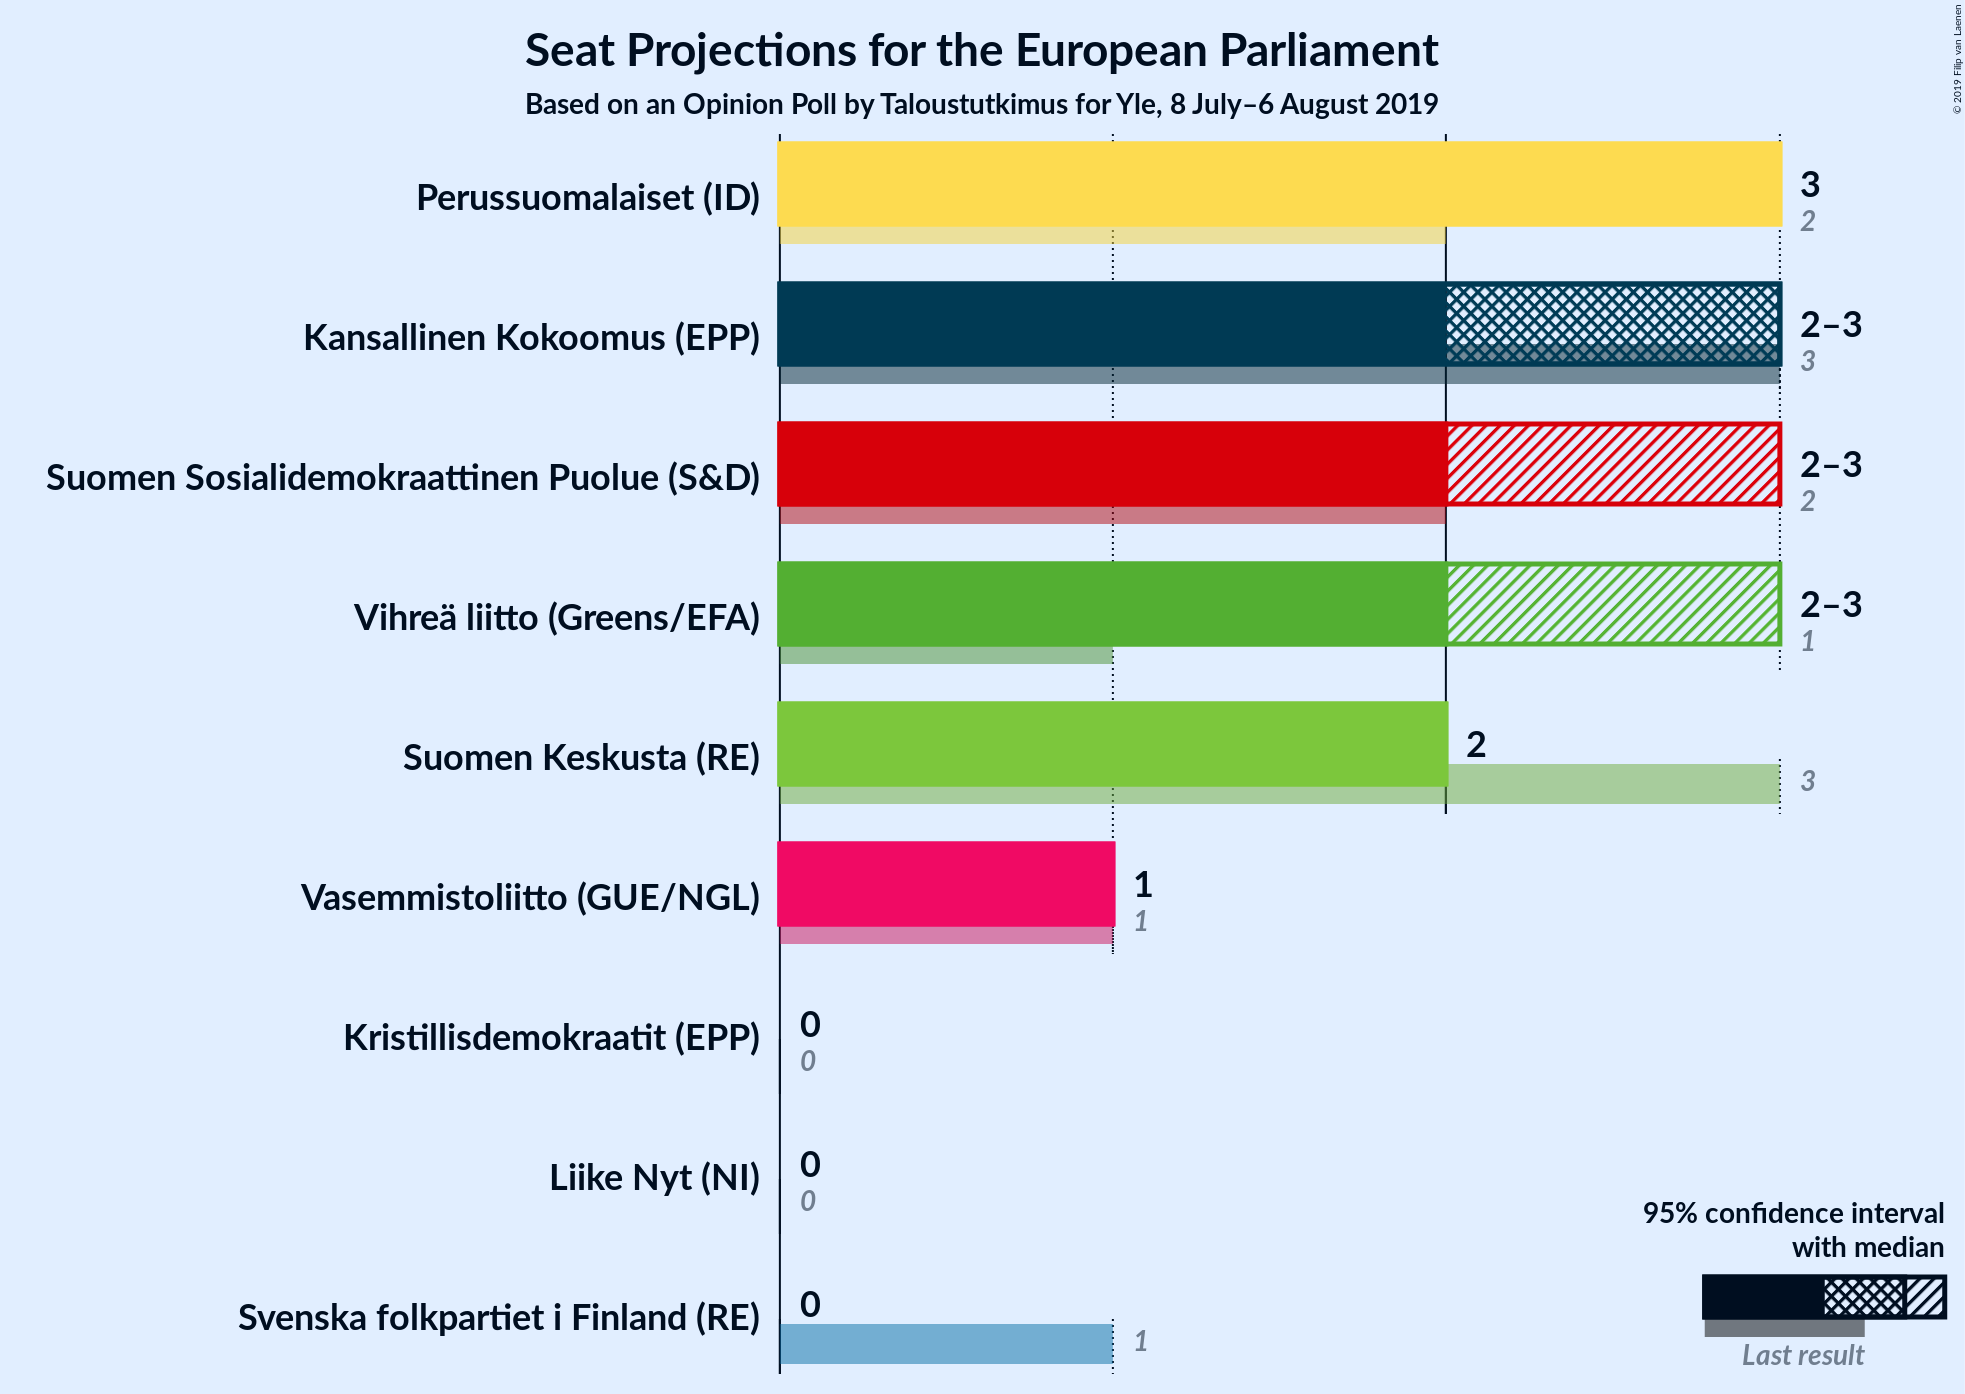 Seat Projections for the European Parliament
Based on an Opinion Poll by Taloustutkimus for Yle, 8 July–6 August 2019
© 2019 Filip van Laenen
Perussuomalaiset (ID)
3
2
Kansallinen Kokoomus (EPP)
2–3
3
Suomen Sosialidemokraattinen Puolue (S&D)
2–3
2
Vihreä liitto (Greens/EFA)
2–3
1
Suomen Keskusta (RE)
2
3
Vasemmistoliitto (GUE/NGL)
1
1
Kristillisdemokraatit (EPP)
0
0
Liike Nyt (NI)
0
0
Svenska folkpartiet i Finland (RE)
0
1
95% confidence interval
with median
Last result